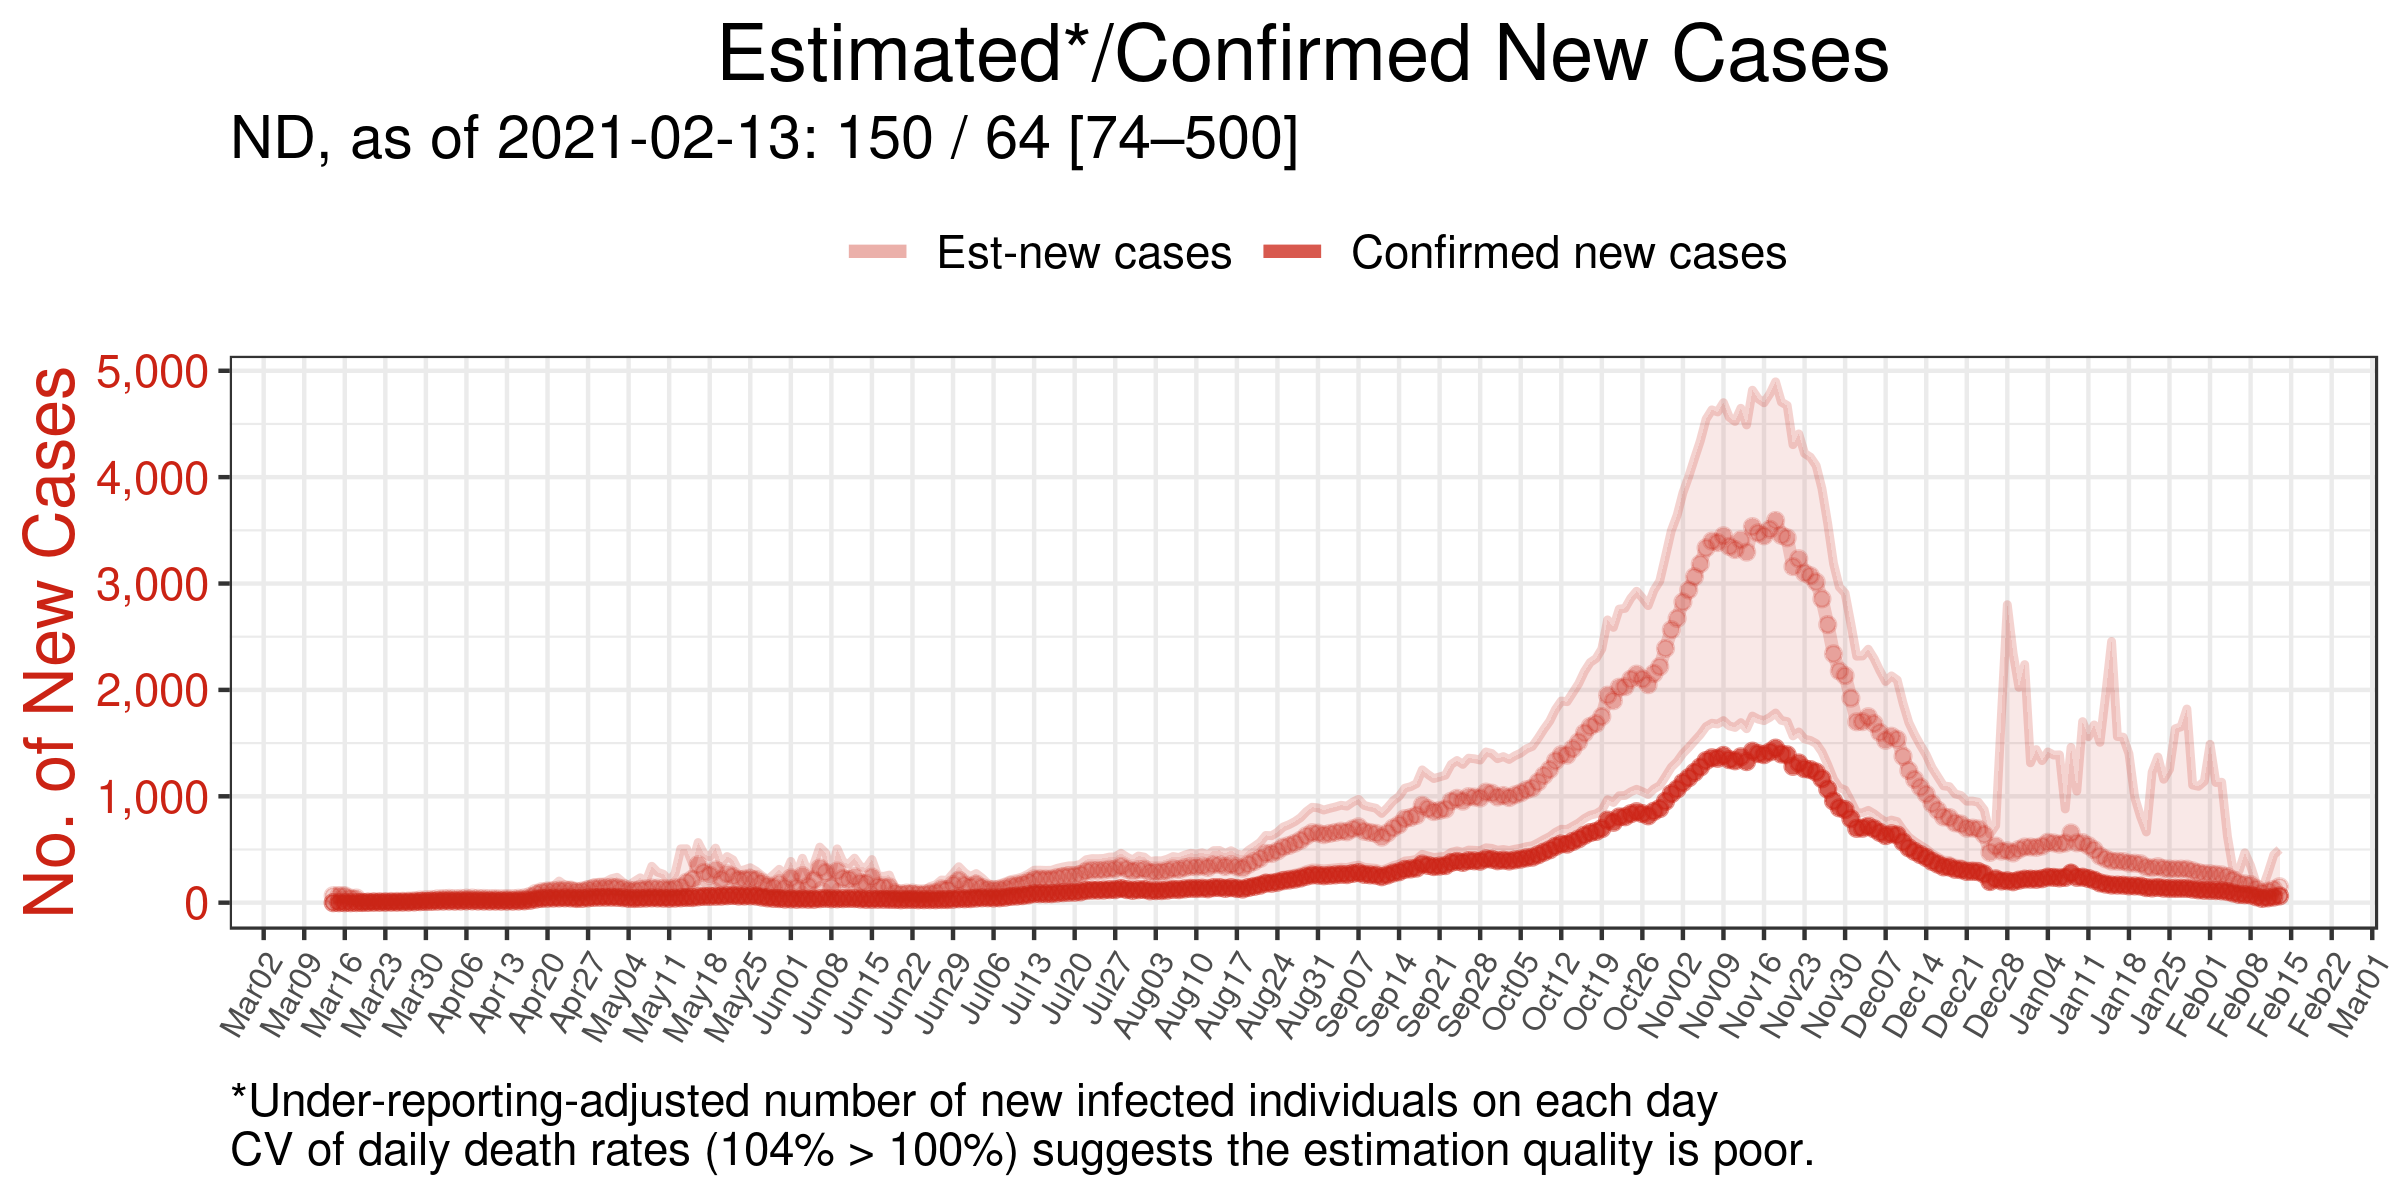 Estimated*/Confirmed New Cases
ND, as of 2021-02-13: 150 / 64 [74–500]
Est-new cases Confirmed new cases
No. of New Cases
5,000
4,000
3,000
2,000
1,000
0
Mar02 Mar09 Mar16 Mar23 Mar30 Apr06 Apr13 Apr20 Apr27 May04 May11 May18 May25 Jun01 Jun08 Jun15 Jun22 Jun29 Jul06 Jul13 Jul20 Jul27 Aug03 Aug10 Aug17 Aug24 Aug31 Sep07 Sep14 Sep21 Sep28 Oct05 Oct12 Oct19 Oct26 Nov02 Nov09 Nov16 Nov23 Nov30 Dec07 Dec14 Dec21 Dec28 Jan04 Jan11 Jan18 Jan25 Feb01 Feb08 Feb15 Feb22 Mar01
*Under-reporting-adjusted number of new infected individuals on each day
CV of daily death rates (104% > 100%) suggests the estimation quality is poor.